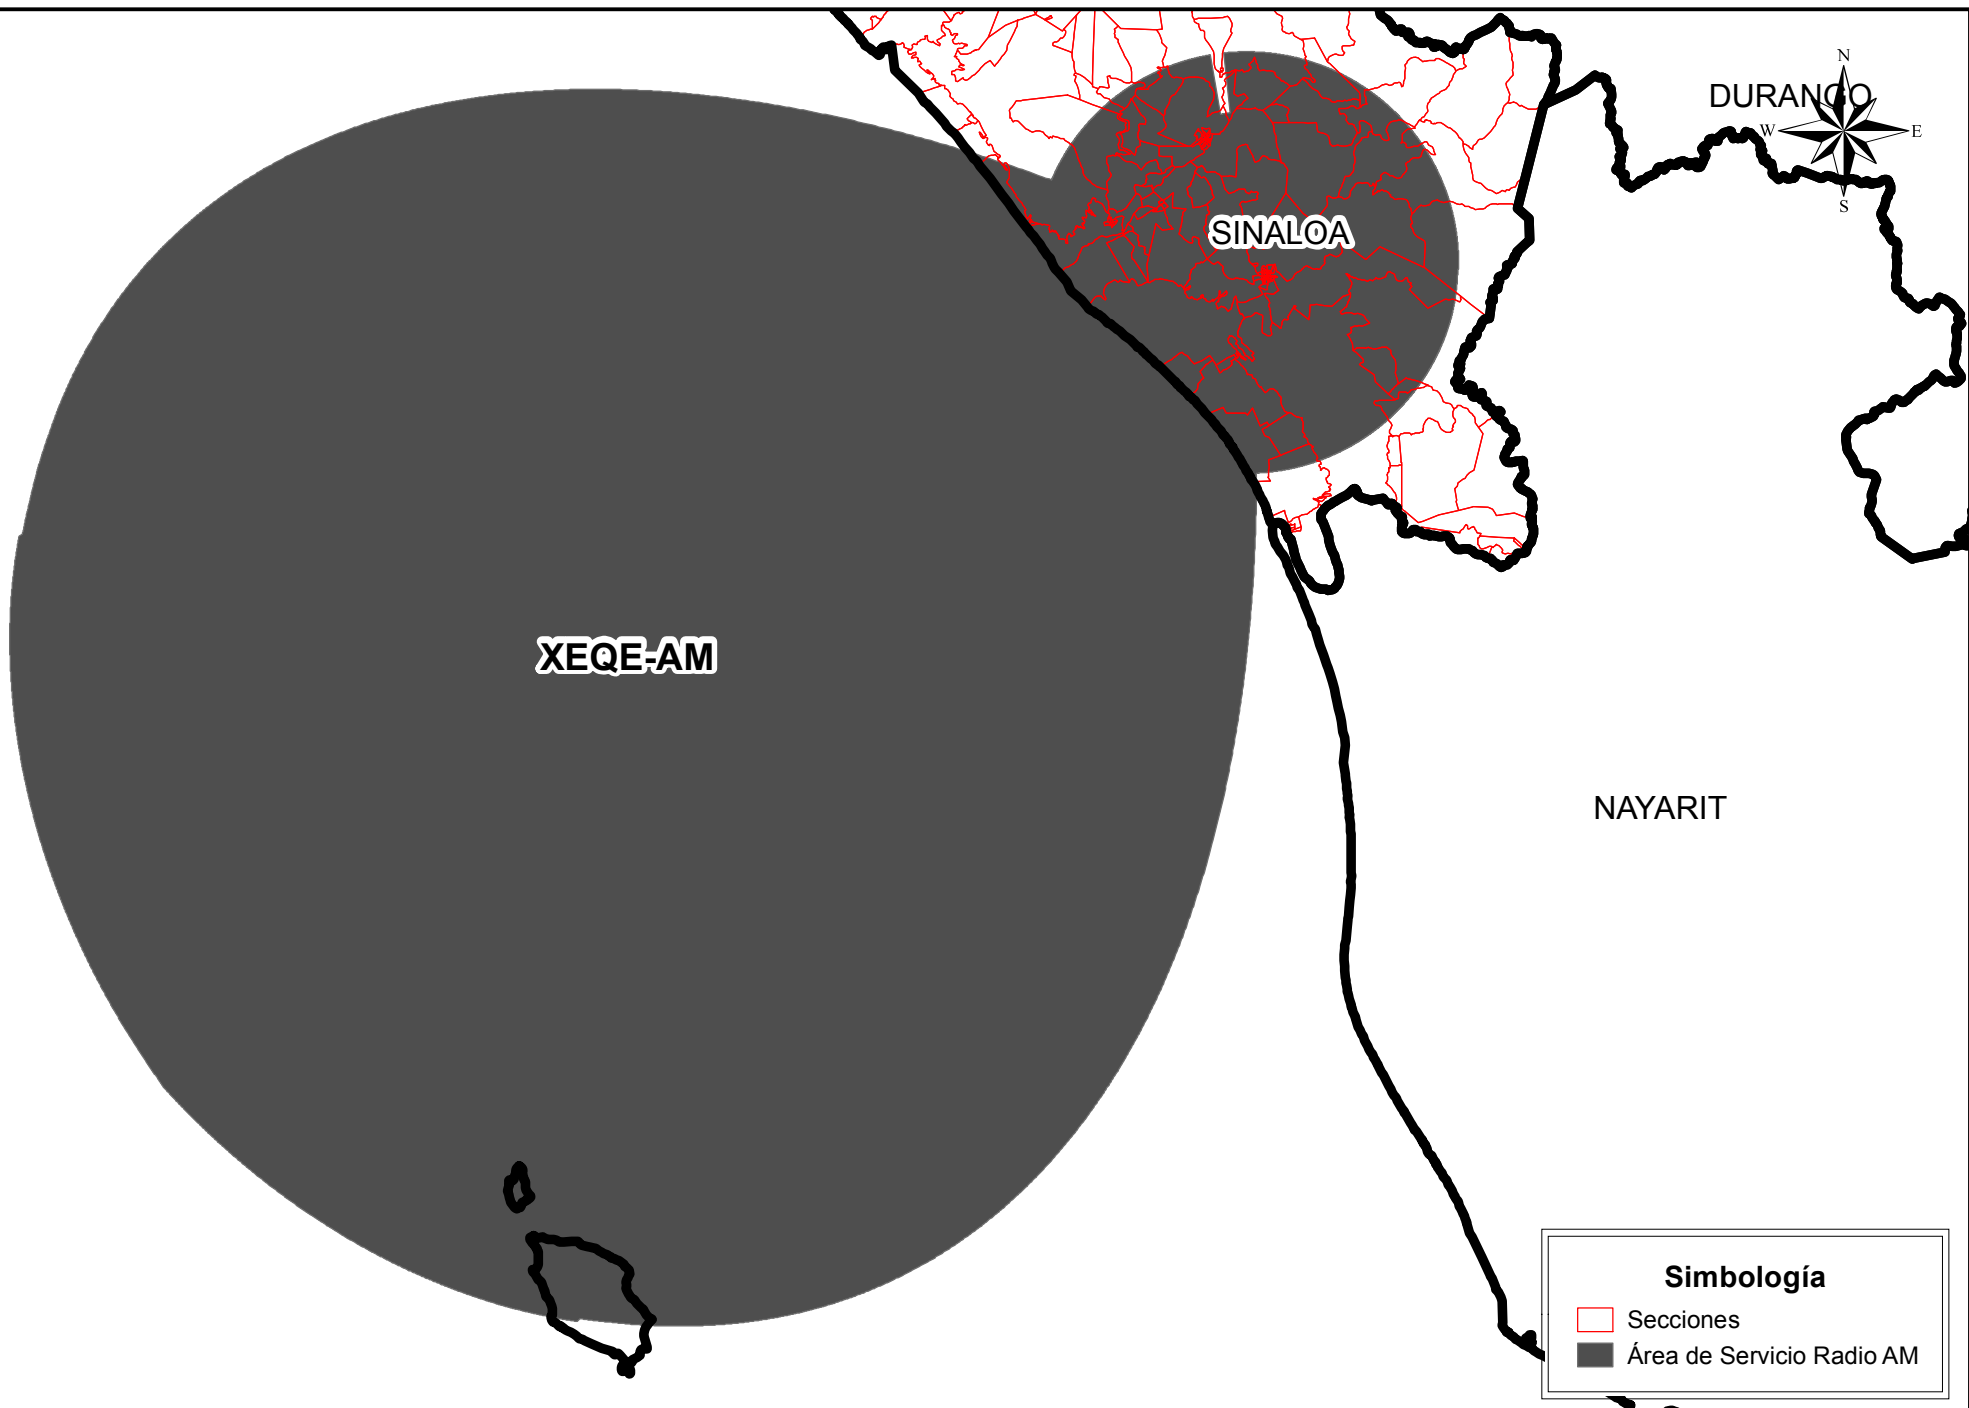 N
DURANGO
W
E
S
SINALOA
XEQE-AM
NAYARIT
Simbología
Secciones
Área de Servicio Radio AM